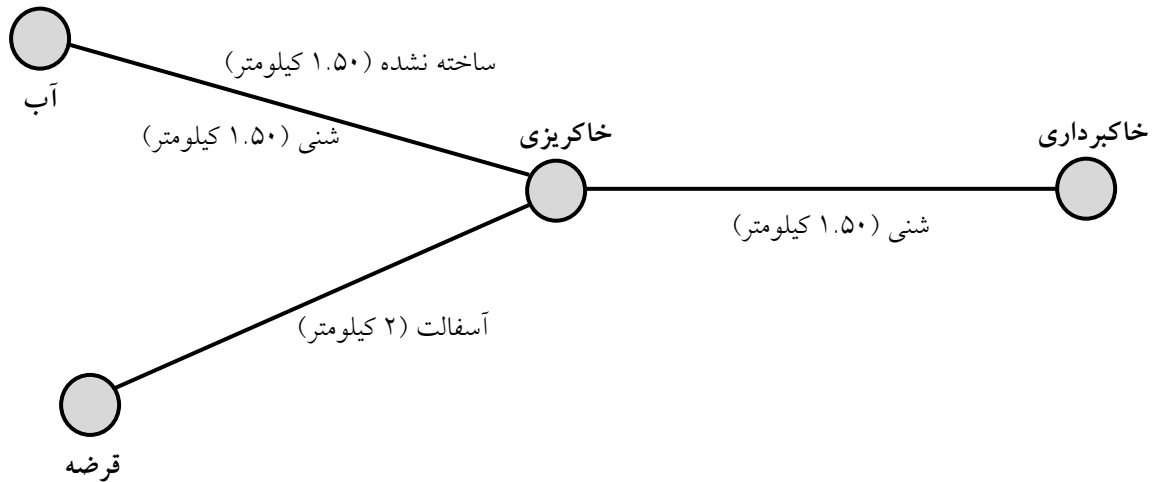 ساخته نشده (۱.۵۰ کیلومتر)
آب
شنی (۱.۵۰ کیلومتر)
خاکریزی
خاکبرداری
شنی (۱.۵۰ کیلومتر)
آسفالت (۲ کیلومتر)
قرضه